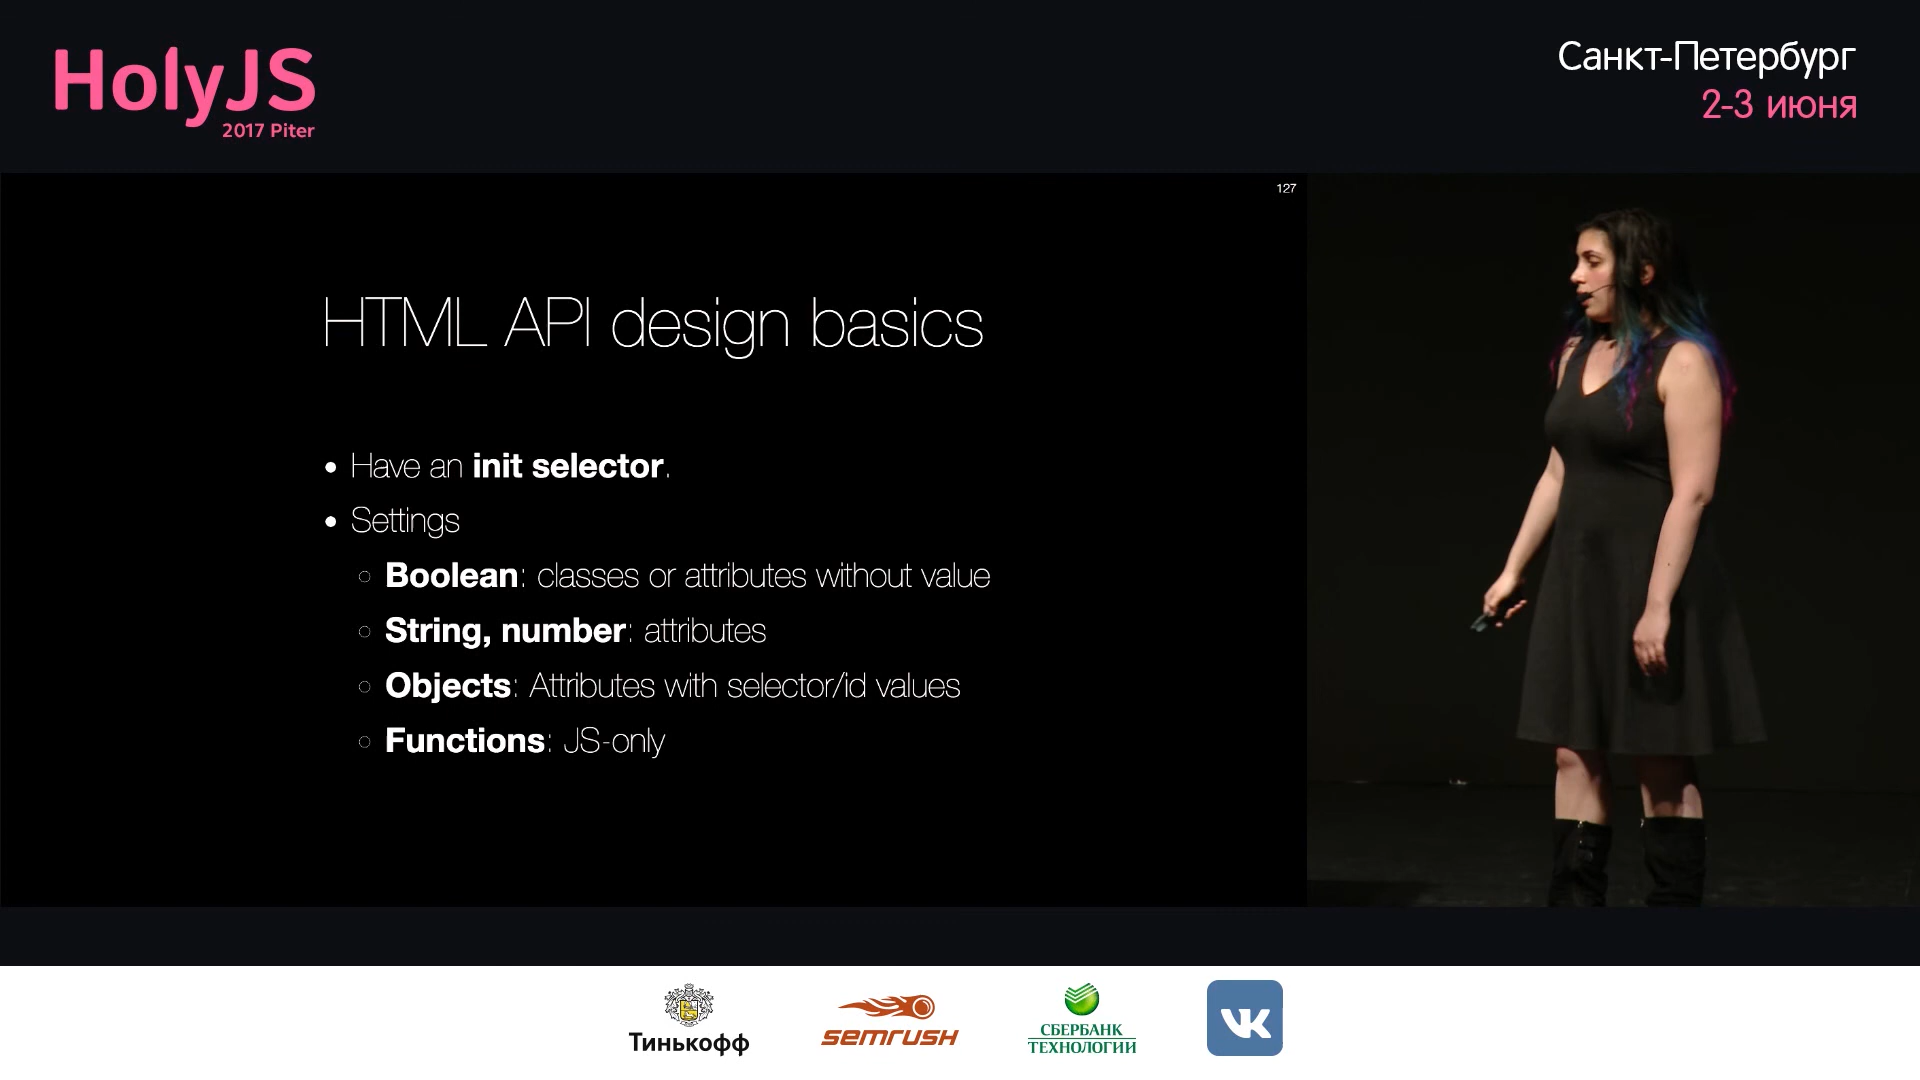 HolyJS
2017 Piter
Санкт-Петербург
2-3 июня
127
HTML API design basics
• Have an init selector.
• Settings
○ Boolean: classes or attributes without value
○ String, number: attributes
○ Objects: Attributes with selector/id values
○ Functions: JS-only
Тинькофф
semrush
СБЕРБАНК
ТЕХНОЛОГИИ
VK